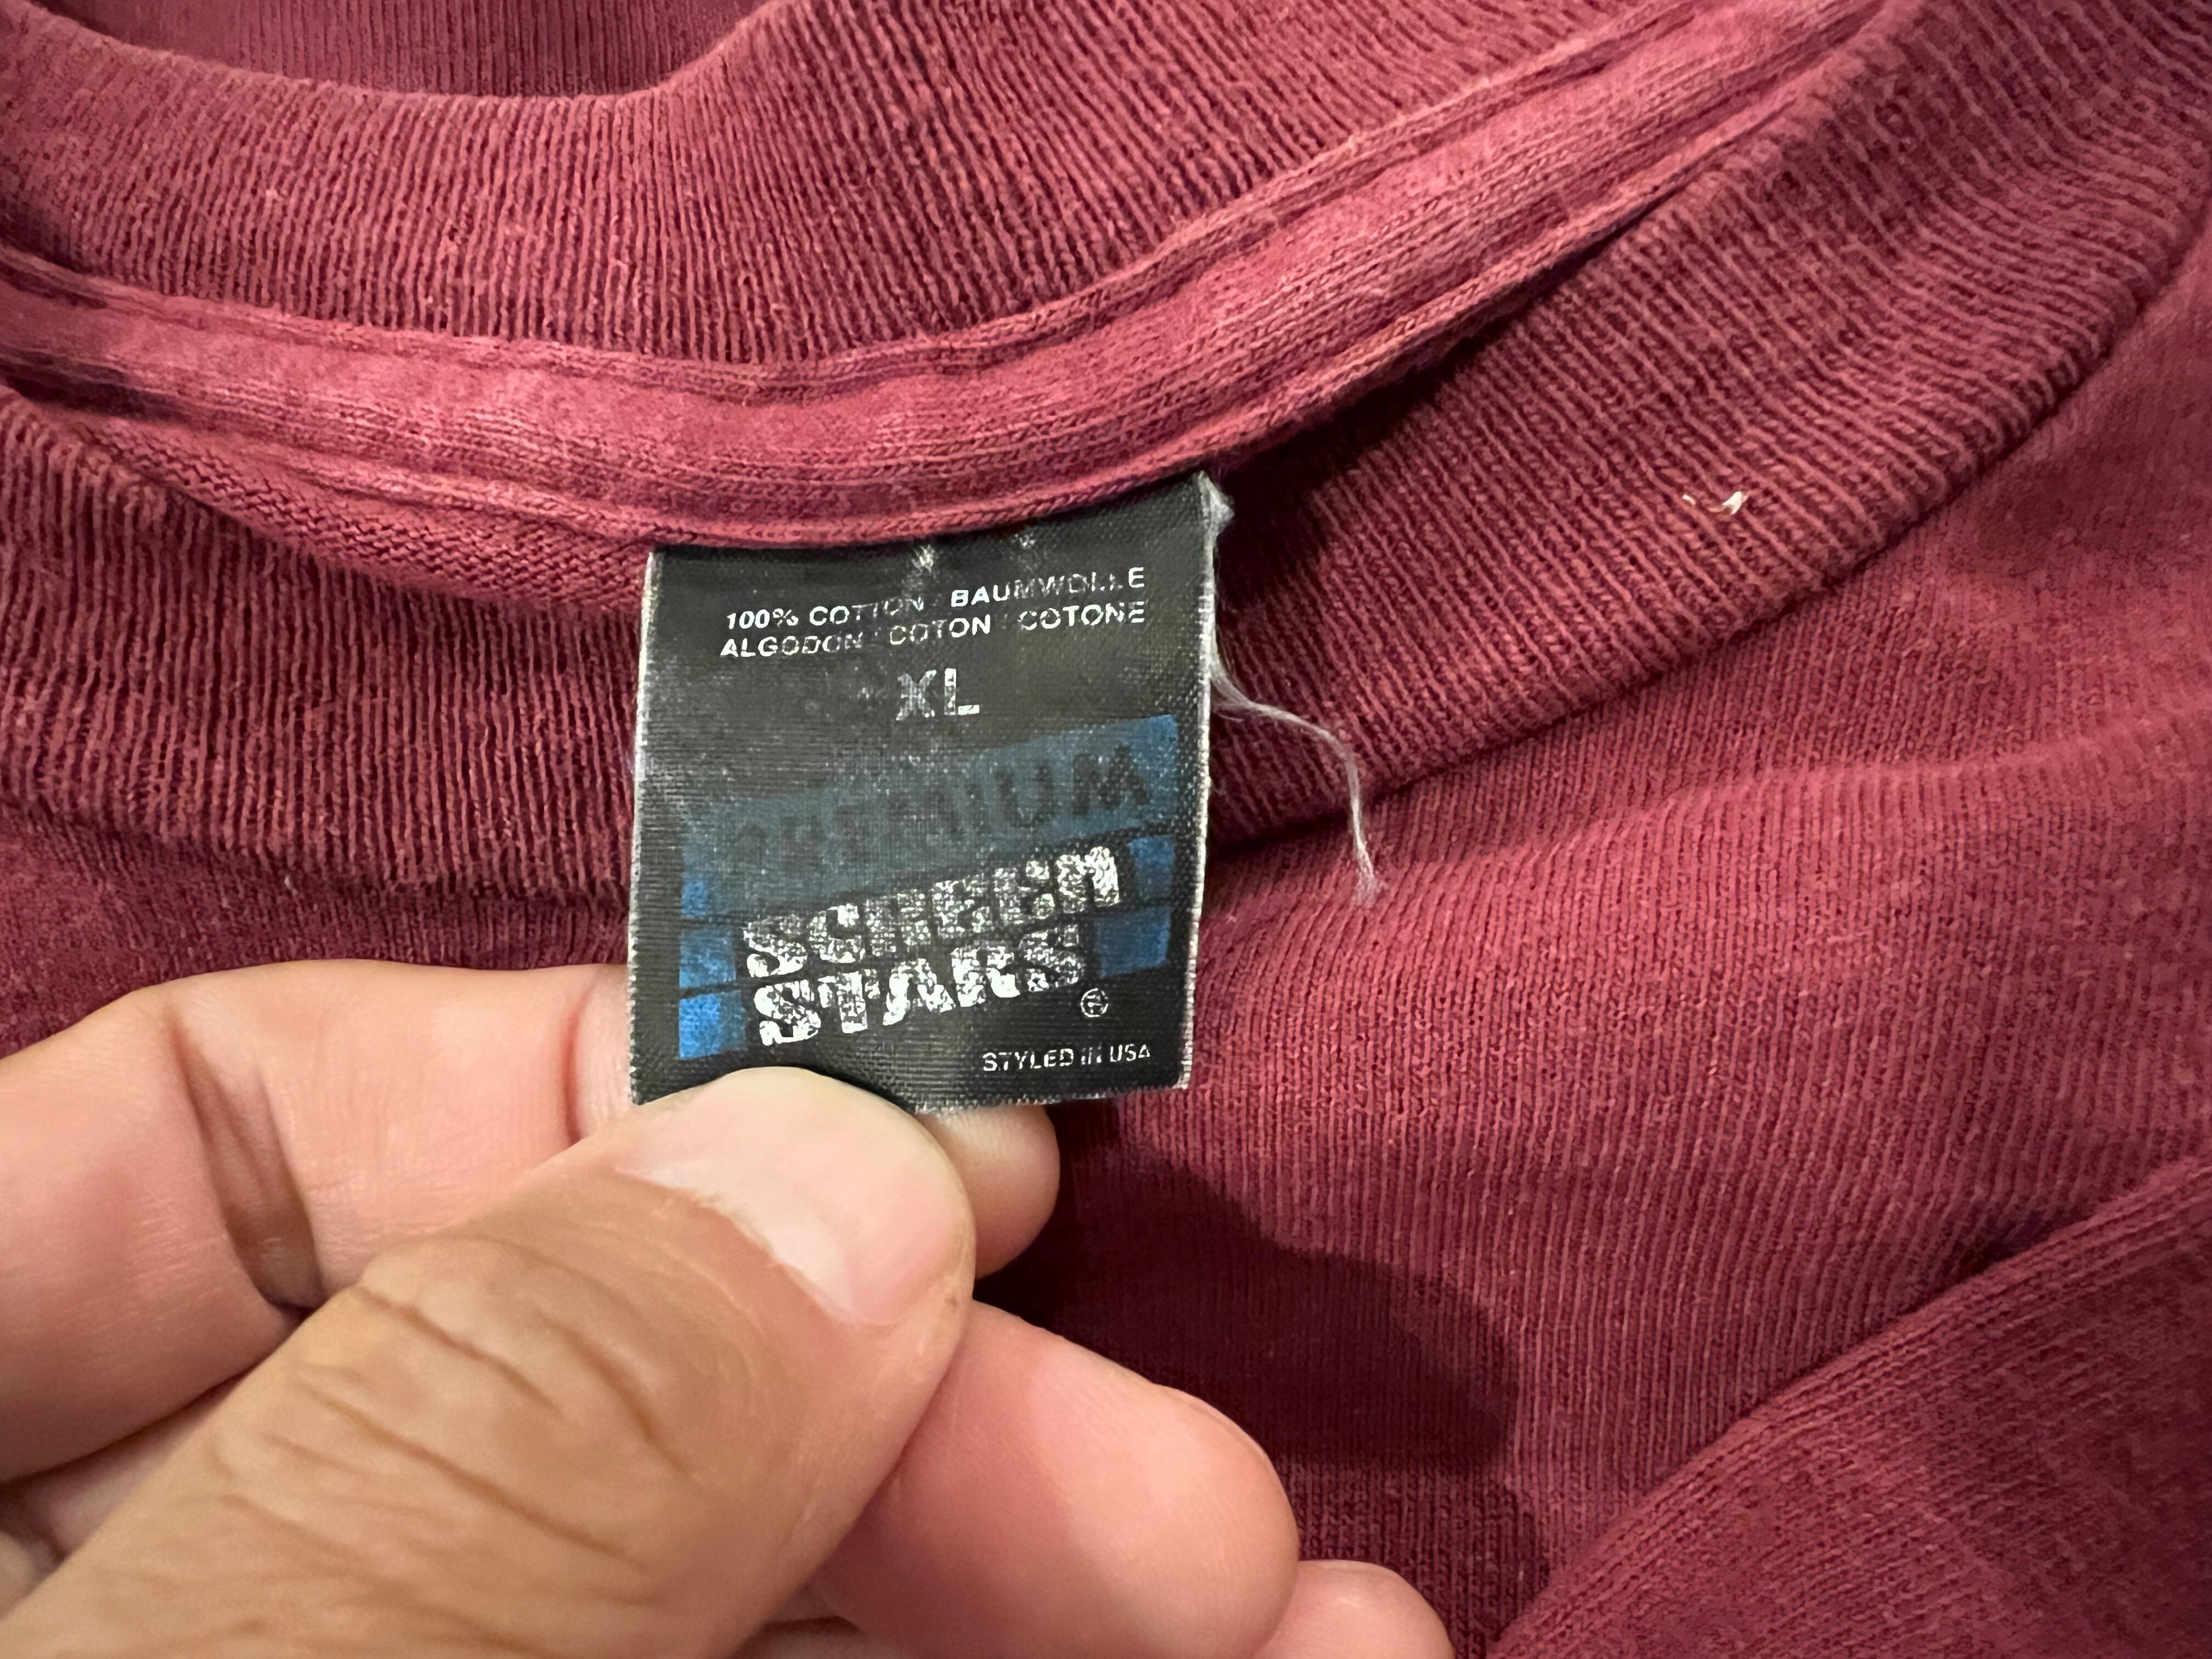 100% COTTON / BAUMWOLLE
ALGODON / COTON / COTONE
XL
PREMIUM
SCREEN
STARS ®
STYLED IN USA